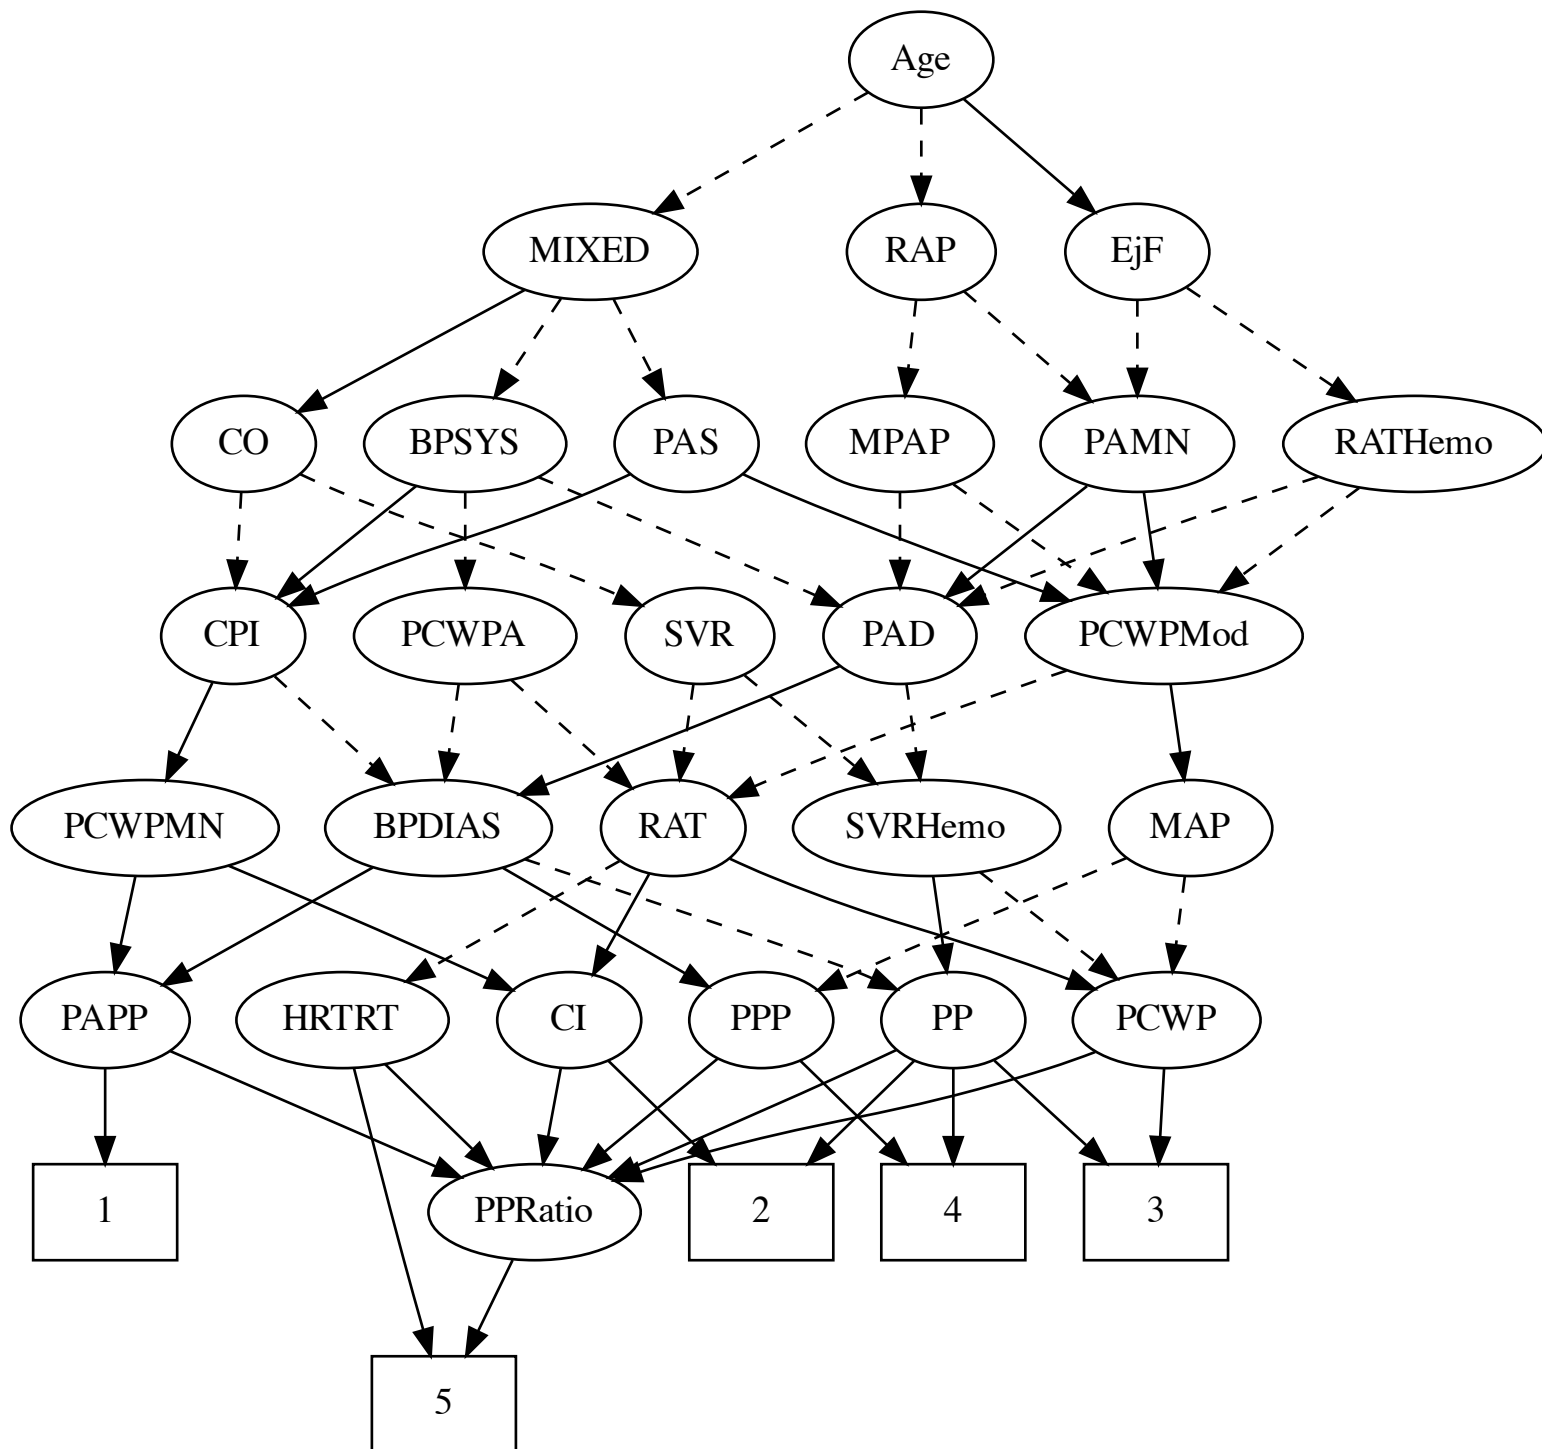 Age
MIXED
RAP
EjF
CO
BPSYS
PAS
MPAP
PAMN
RATHemo
CPI
PCWPA
SVR
PAD
PCWPMod
PCWPMN
BPDIAS
RAT
SVRHemo
MAP
PAPP
HRTRT
CI
PPP
PP
PCWP
1
PPRatio
2
4
3
5